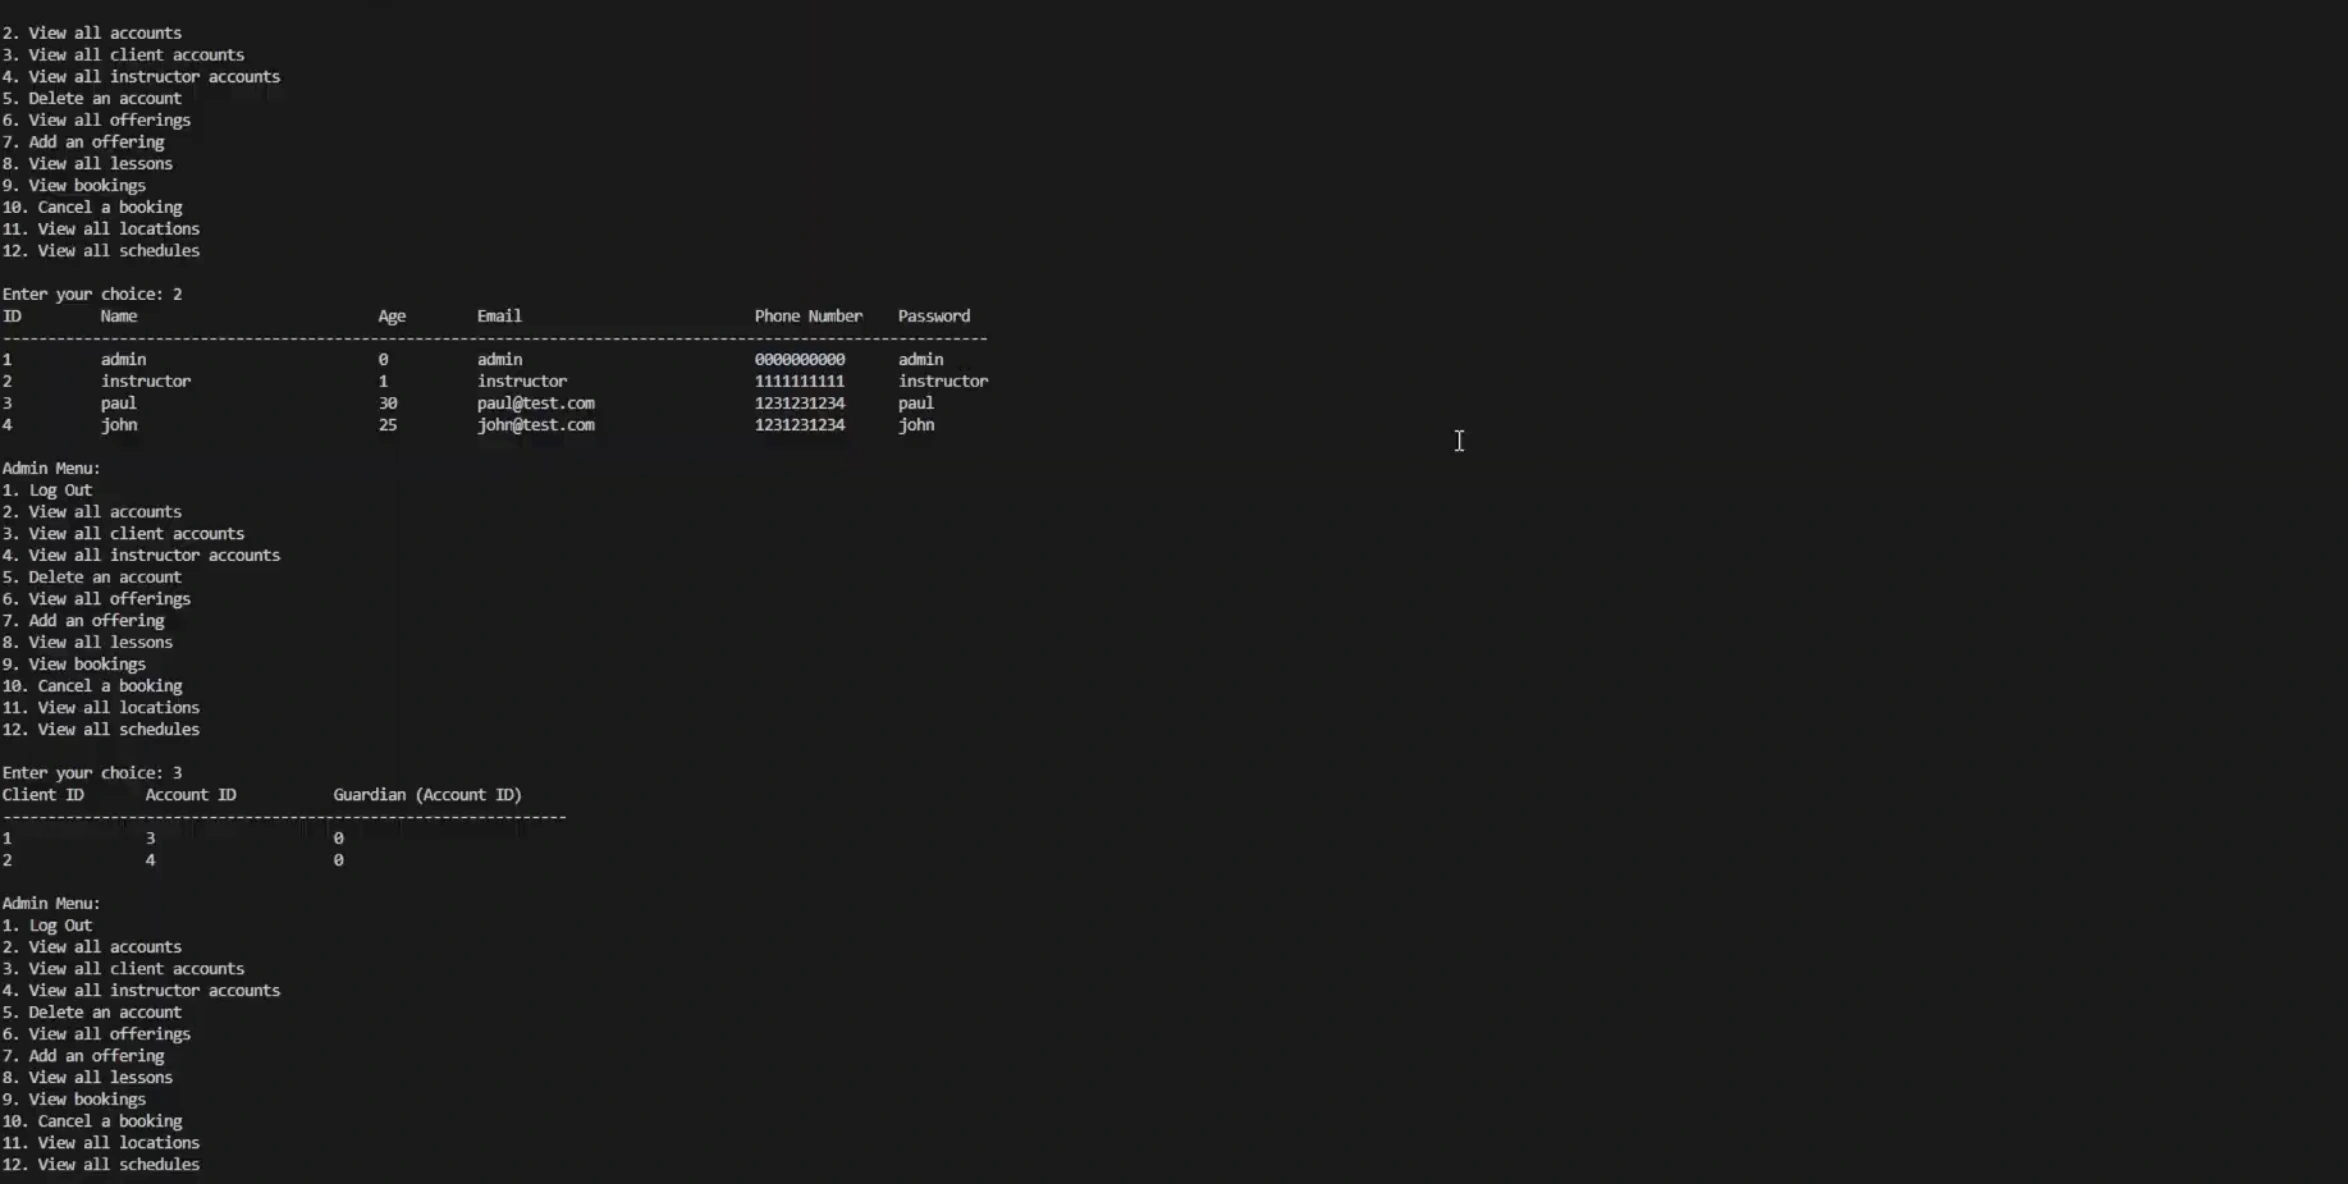 2. View all accounts
3. View all client accounts
4. View all instructor accounts
5. Delete an account
6. View all offerings
7. Add an offering
8. View all lessons
9. View bookings
10. Cancel a booking
11. View all locations
12. View all schedules
Enter your choice: 2
ID Name Age Email Phone Number Password
--------------------------------------------------------------------------------------------------------------
1 admin 0 admin 0000000000 admin
2 instructor 1 instructor 1111111111 instructor
3 paul 30 paul@test.com 1231231234 paul
4 john 25 john@test.com 1231231234 john
Admin Menu:
1. Log Out
2. View all accounts
3. View all client accounts
4. View all instructor accounts
5. Delete an account
6. View all offerings
7. Add an offering
8. View all lessons
9. View bookings
10. Cancel a booking
11. View all locations
12. View all schedules
Enter your choice: 3
Client ID Account ID Guardian (Account ID)
---------------------------------------------------------------
1 3 0
2 4 0
Admin Menu:
1. Log Out
2. View all accounts
3. View all client accounts
4. View all instructor accounts
5. Delete an account
6. View all offerings
7. Add an offering
8. View all lessons
9. View bookings
10. Cancel a booking
11. View all locations
12. View all schedules